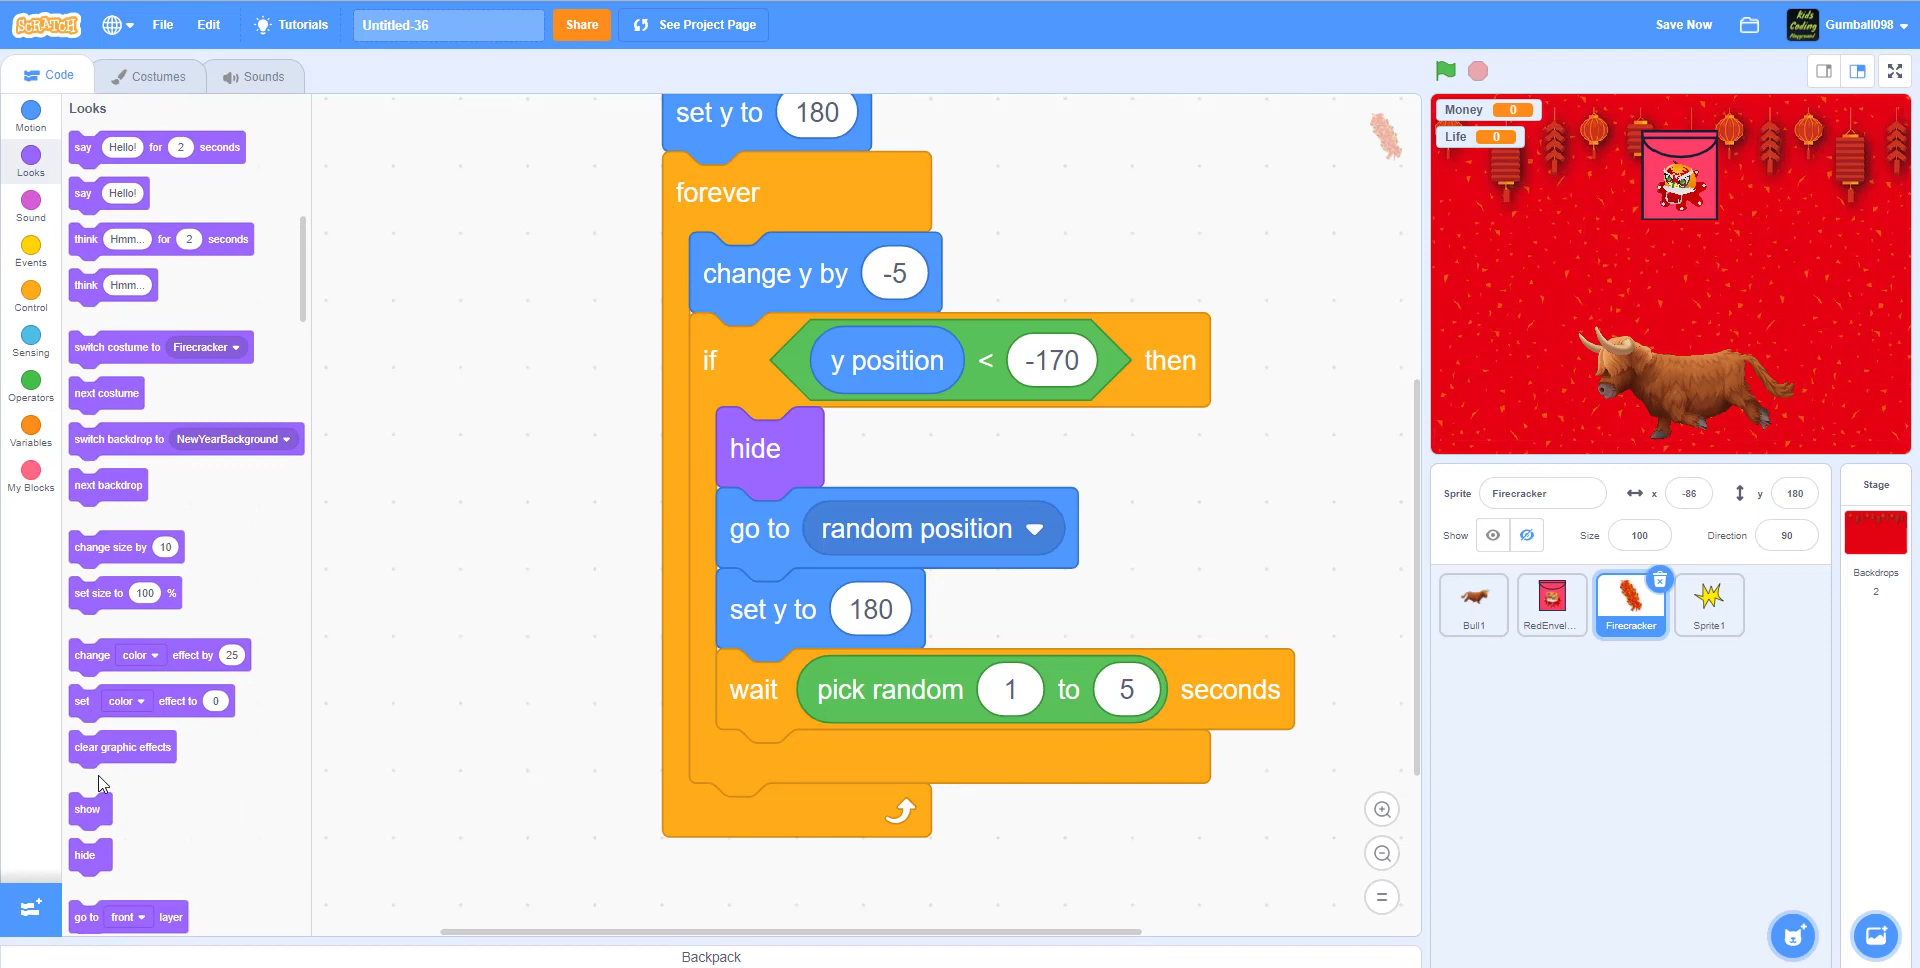 SCRATCH
File
Edit
Tutorials
Untitled-36
Share
See Project Page
Save Now
Kids
Coding
Playground
Gumball098
Code
Costumes
Sounds
Motion
Looks
Sound
Events
Control
Sensing
Operators
Variables
My Blocks
Looks
say Hello! for 2 seconds
say Hello!
think Hmm... for 2 seconds
think Hmm...
switch costume to Firecracker
next costume
switch backdrop to NewYearBackground
next backdrop
change size by 10
set size to 100 %
change color effect by 25
set color effect to 0
clear graphic effects
show
hide
go to front layer
set y to 180
forever
change y by -5
if y position < -170 then
hide
go to random position
set y to 180
wait pick random 1 to 5 seconds
Backpack
Money 0
Life 0
Sprite Firecracker x -86 y 180
Show Size 100 Direction 90
Bull1
RedEnvel...
Firecracker
Sprite1
Stage
Backdrops
2